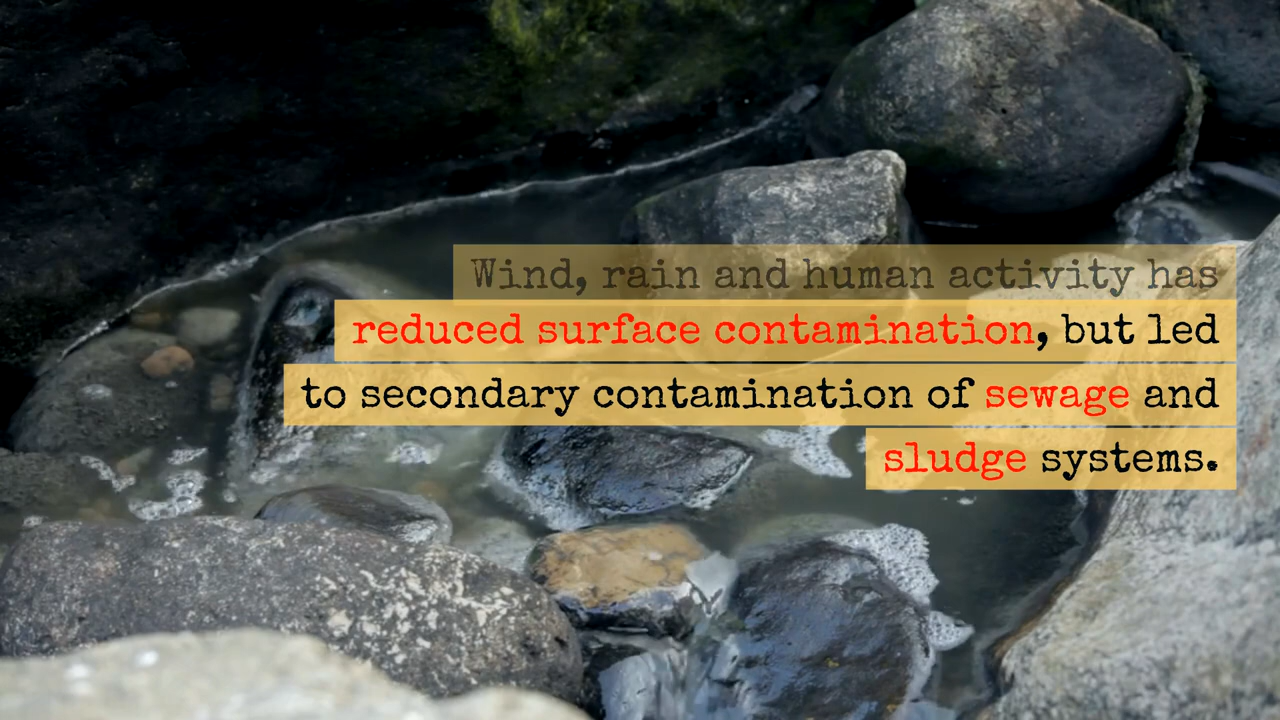 Wind, rain and human activity has
reduced surface contamination, but led
to secondary contamination of sewage and
sludge systems.